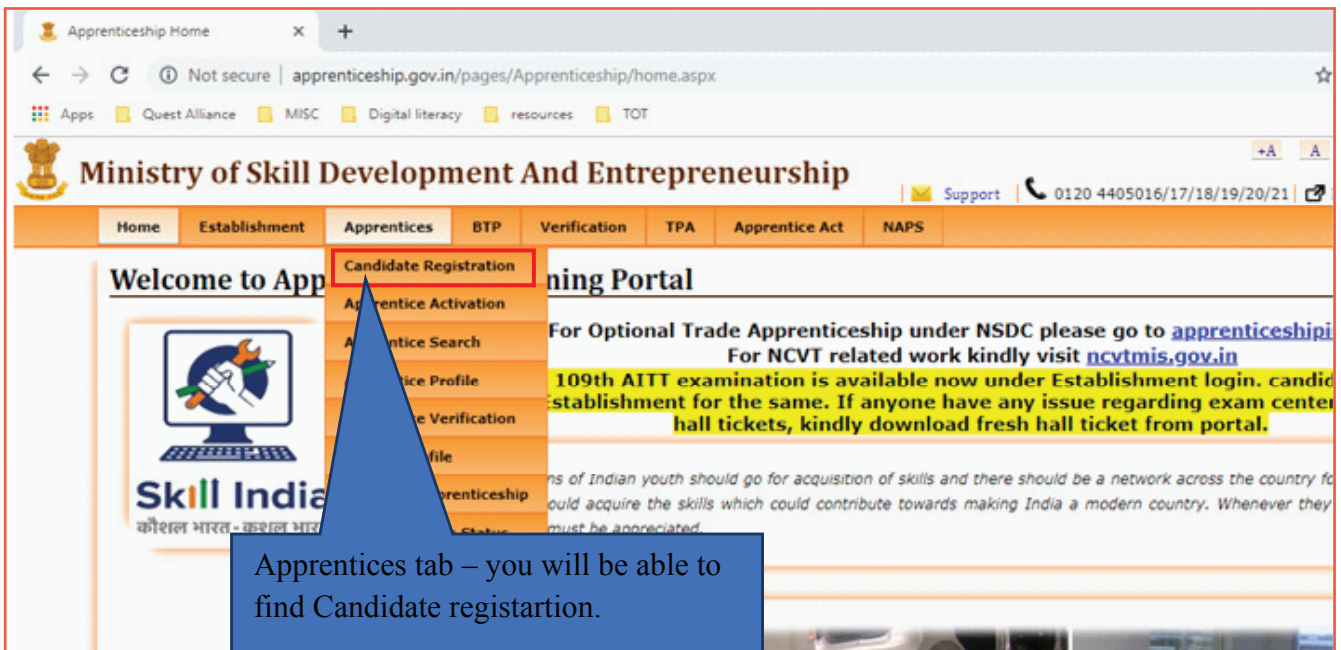 Apprenticeship Home
Not secure | apprenticeship.gov.in/pages/Apprenticeship/home.aspx
Apps Quest Alliance MISC Digital literacy resources TOT
+A A
Ministry of Skill Development And Entrepreneurship
Support 0120 4405016/17/18/19/20/21
Home Establishment Apprentices BTP Verification TPA Apprentice Act NAPS
Candidate Registration
Welcome to App ning Portal
Apprentice Activation
For Optional Trade Apprenticeship under NSDC please go to apprenticeshipi
Apprentice Search
For NCVT related work kindly visit ncvtmis.gov.in
109th AITT examination is available now under Establishment login. candid
Establishment for the same. If anyone have any issue regarding exam center
hall tickets, kindly download fresh hall ticket from portal.
ns of Indian youth should go for acquisition of skills and there should be a network across the country fo
ould acquire the skills which could contribute towards making India a modern country. Whenever they
must be appreciated.
Skill India
कौशल भारत - कुशल भार
Apprentices tab – you will be able to
find Candidate registartion.